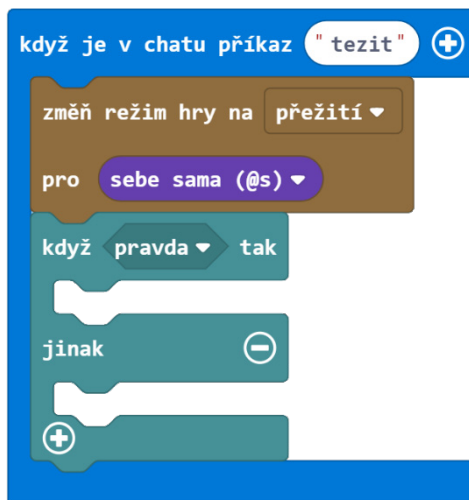 když je v chatu příkaz "tezit"
změň režim hry na přežití
pro sebe sama (@s)
když pravda tak
jinak